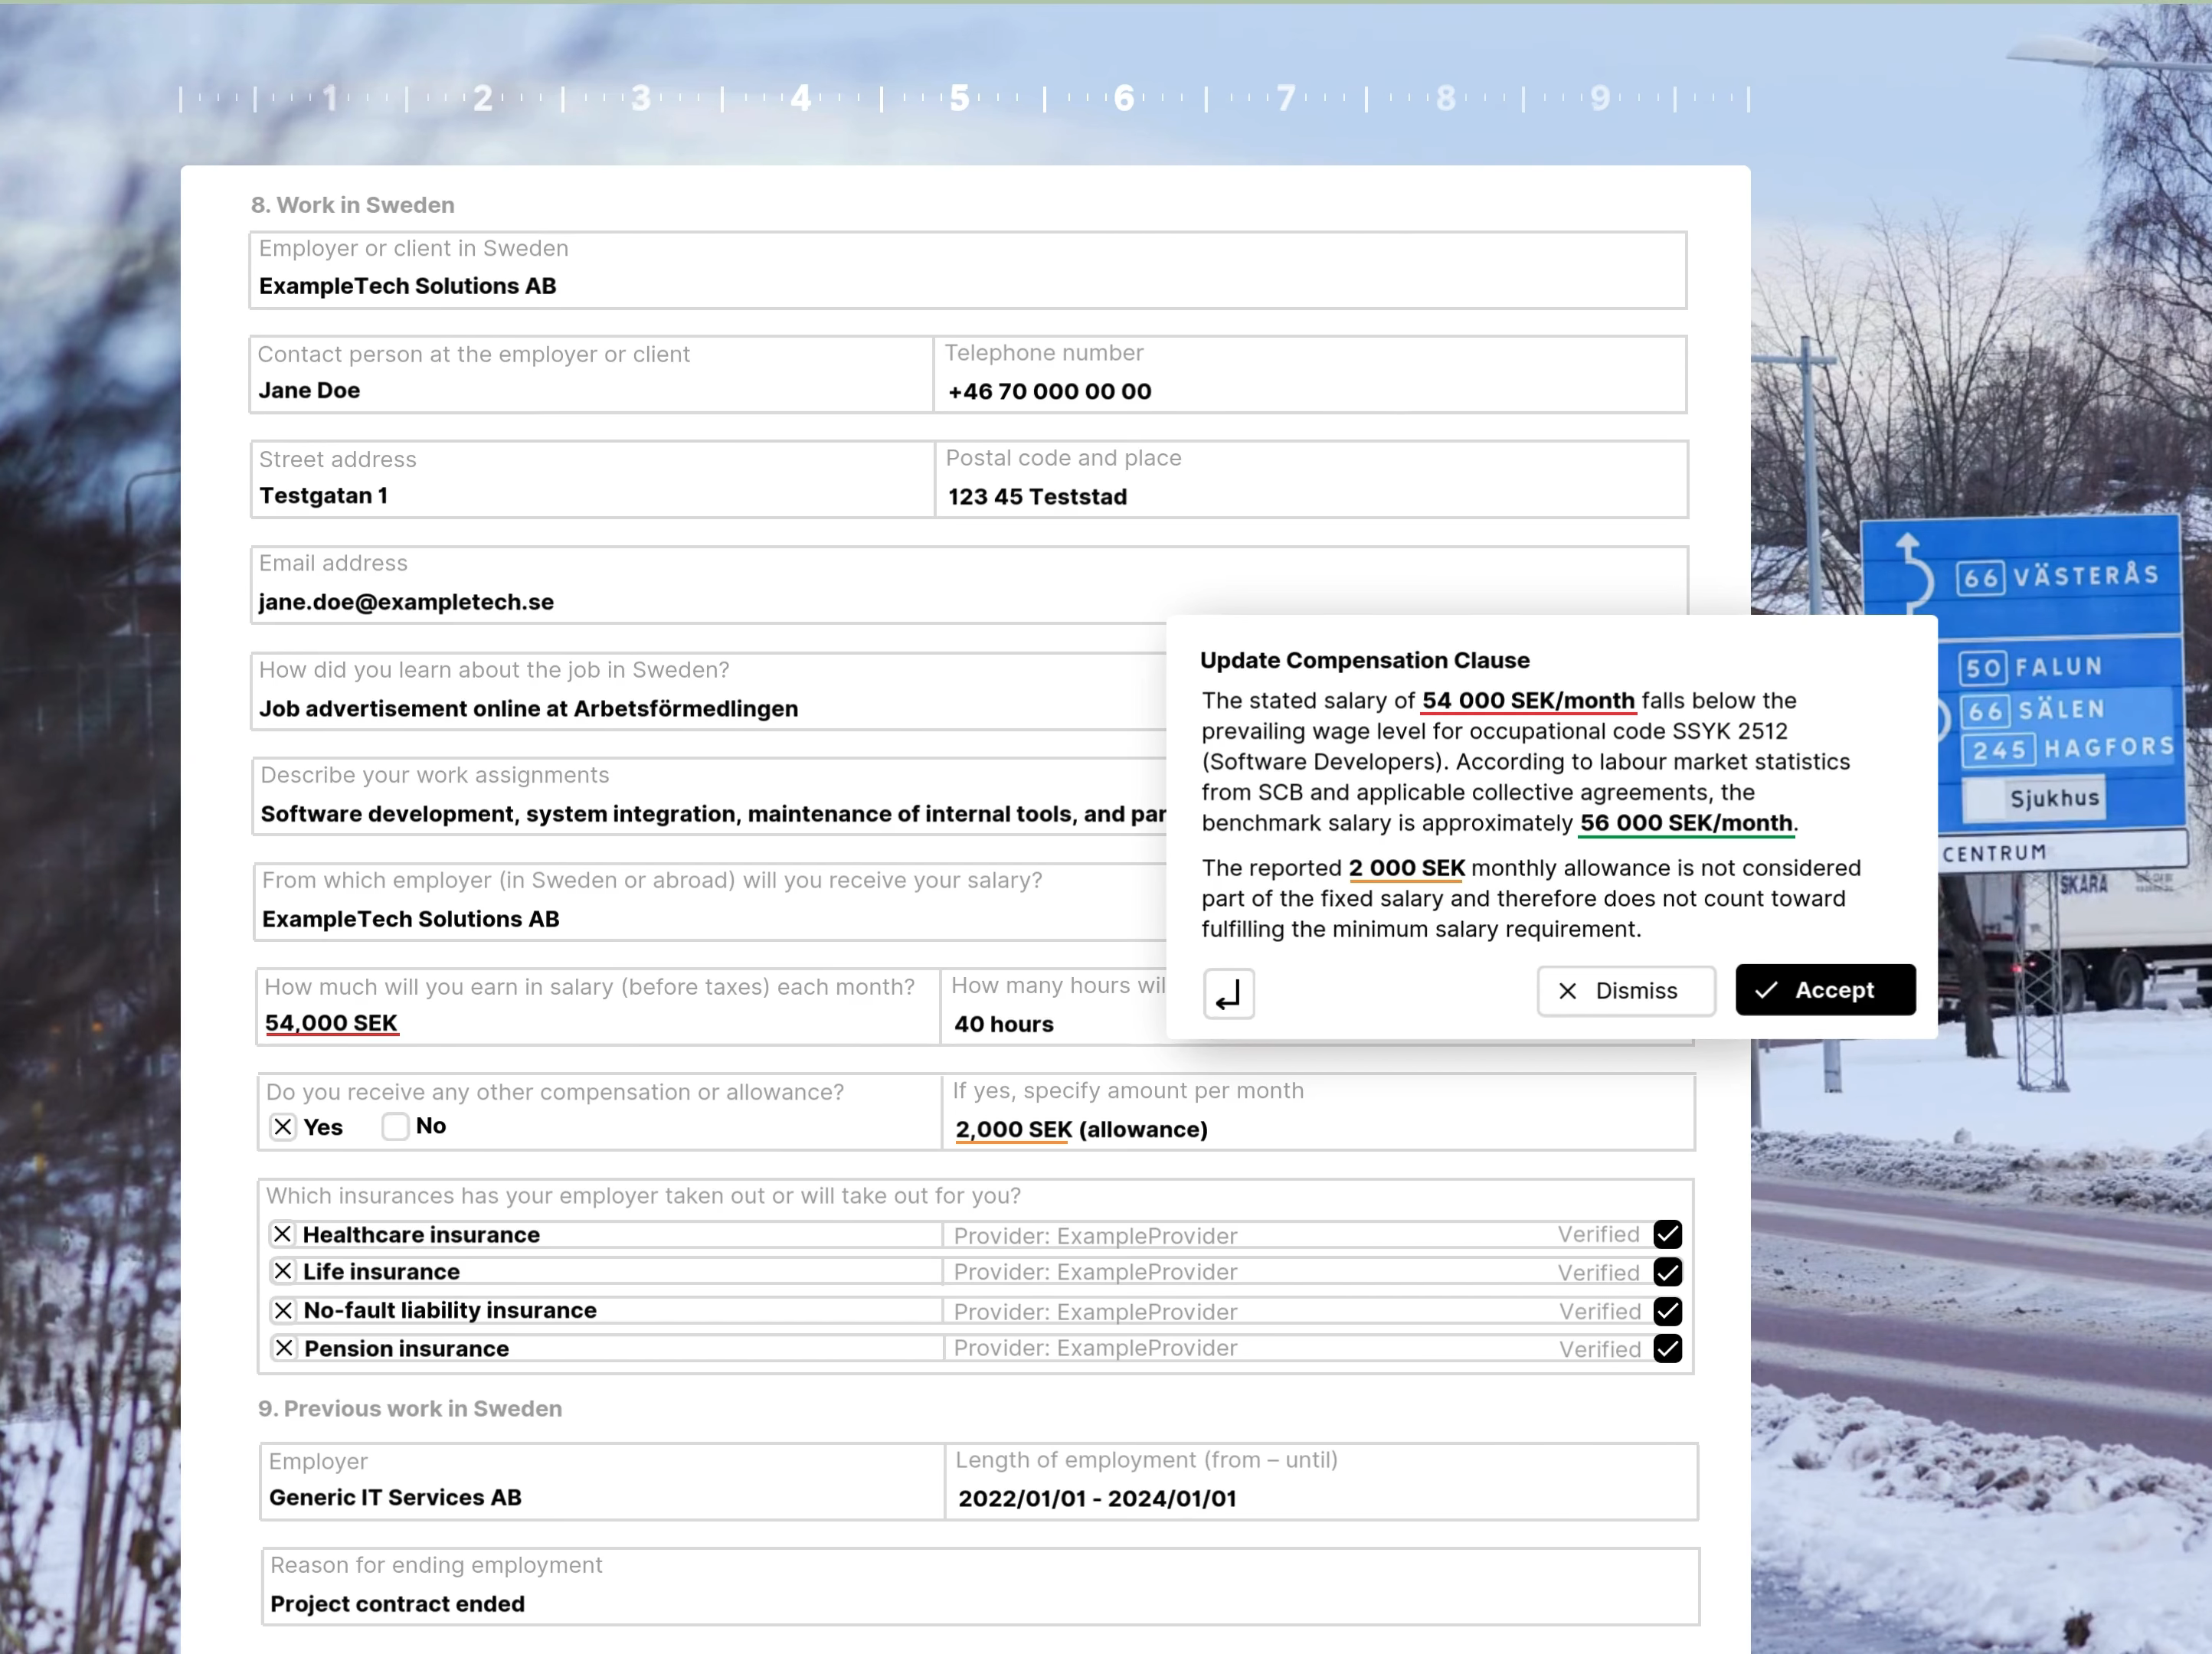 1 2 3 4 5 6 7 8 9
8. Work in Sweden
Employer or client in Sweden
ExampleTech Solutions AB
Contact person at the employer or client
Jane Doe
Telephone number
+46 70 000 00 00
Street address
Testgatan 1
Postal code and place
123 45 Teststad
Email address
jane.doe@exampletech.se
How did you learn about the job in Sweden?
Job advertisement online at Arbetsförmedlingen
Describe your work assignments
Software development, system integration, maintenance of internal tools, and par
From which employer (in Sweden or abroad) will you receive your salary?
ExampleTech Solutions AB
How much will you earn in salary (before taxes) each month?
54,000 SEK
How many hours wil
40 hours
Do you receive any other compensation or allowance?
Yes No
If yes, specify amount per month
2,000 SEK (allowance)
Which insurances has your employer taken out or will take out for you?
Healthcare insurance Provider: ExampleProvider Verified
Life insurance Provider: ExampleProvider Verified
No-fault liability insurance Provider: ExampleProvider Verified
Pension insurance Provider: ExampleProvider Verified
9. Previous work in Sweden
Employer
Generic IT Services AB
Length of employment (from – until)
2022/01/01 - 2024/01/01
Reason for ending employment
Project contract ended
Update Compensation Clause
The stated salary of 54 000 SEK/month falls below the
prevailing wage level for occupational code SSYK 2512
(Software Developers). According to labour market statistics
from SCB and applicable collective agreements, the
benchmark salary is approximately 56 000 SEK/month.
The reported 2 000 SEK monthly allowance is not considered
part of the fixed salary and therefore does not count toward
fulfilling the minimum salary requirement.
Dismiss
Accept
66 VÄSTERÅS
50 FALUN
66 SÄLEN
245 HAGFORS
Sjukhus
CENTRUM
SKARA